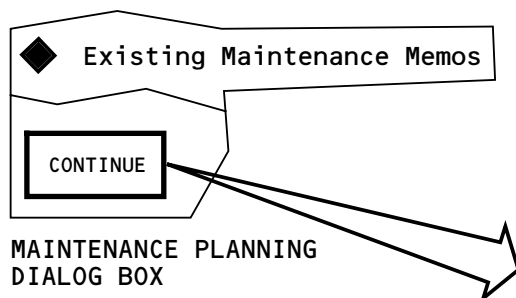 Existing Maintenance Memos
CONTINUE
MAINTENANCE PLANNING
DIALOG BOX